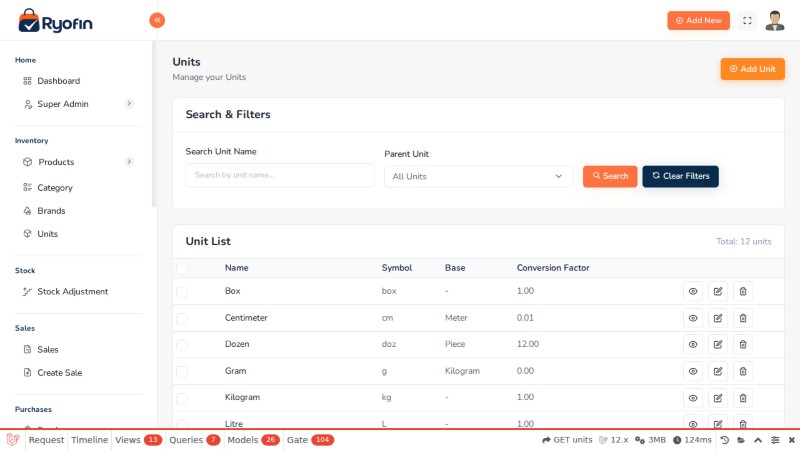 Ryofin
Add New
Home
Dashboard
Super Admin
Inventory
Products
Category
Brands
Units
Stock
Stock Adjustment
Sales
Sales
Create Sale
Purchases
Units
Manage your Units
Add Unit
Search & Filters
Search Unit Name
Parent Unit
Search by unit name...
All Units
Search
Clear Filters
Unit List
Total: 12 units
Name Symbol Base Conversion Factor
Box box - 1.00
Centimeter cm Meter 0.01
Dozen doz Piece 12.00
Gram g Kilogram 0.00
Kilogram kg - 1.00
Litre L - 1.00
Request Timeline Views 13 Queries 7 Models 26 Gate 104 GET units 12.x 3MB 124ms